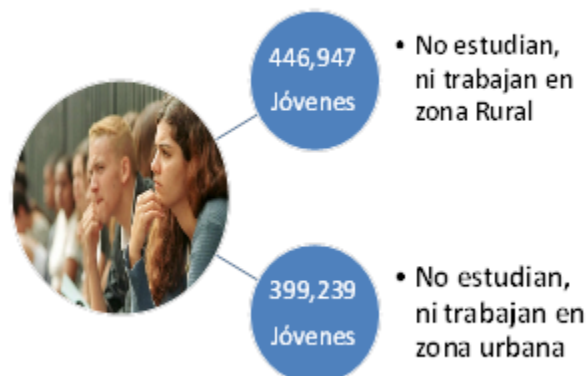 446,947
Jóvenes
• No estudian,
ni trabajan en
zona Rural
399,239
Jóvenes
• No estudian,
ni trabajan en
zona urbana